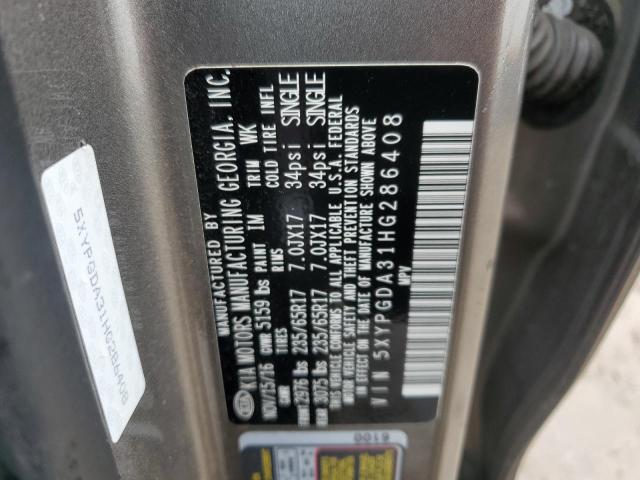 KIA MANUFACTURED BY
KIA MOTORS MANUFACTURING GEORGIA, INC.
NOV/15/16 PAINT IM TRIM WK
GVWR 5159 lbs
GAWR TIRES RIMS COLD TIRE INFL
FRONT 2976 lbs 235/65R17 7.0JX17 34psi SINGLE
REAR 3075 lbs 235/65R17 7.0JX17 34psi SINGLE
THIS VEHICLE CONFORMS TO ALL APPLICABLE U.S.A. FEDERAL
MOTOR VEHICLE SAFETY AND THEFT PREVENTION STANDARDS
IN EFFECT ON THE DATE OF MANUFACTURE SHOWN ABOVE
VIN 5XYPGDA31HG286408
MPV
5XYPGDA31HG286408
6100